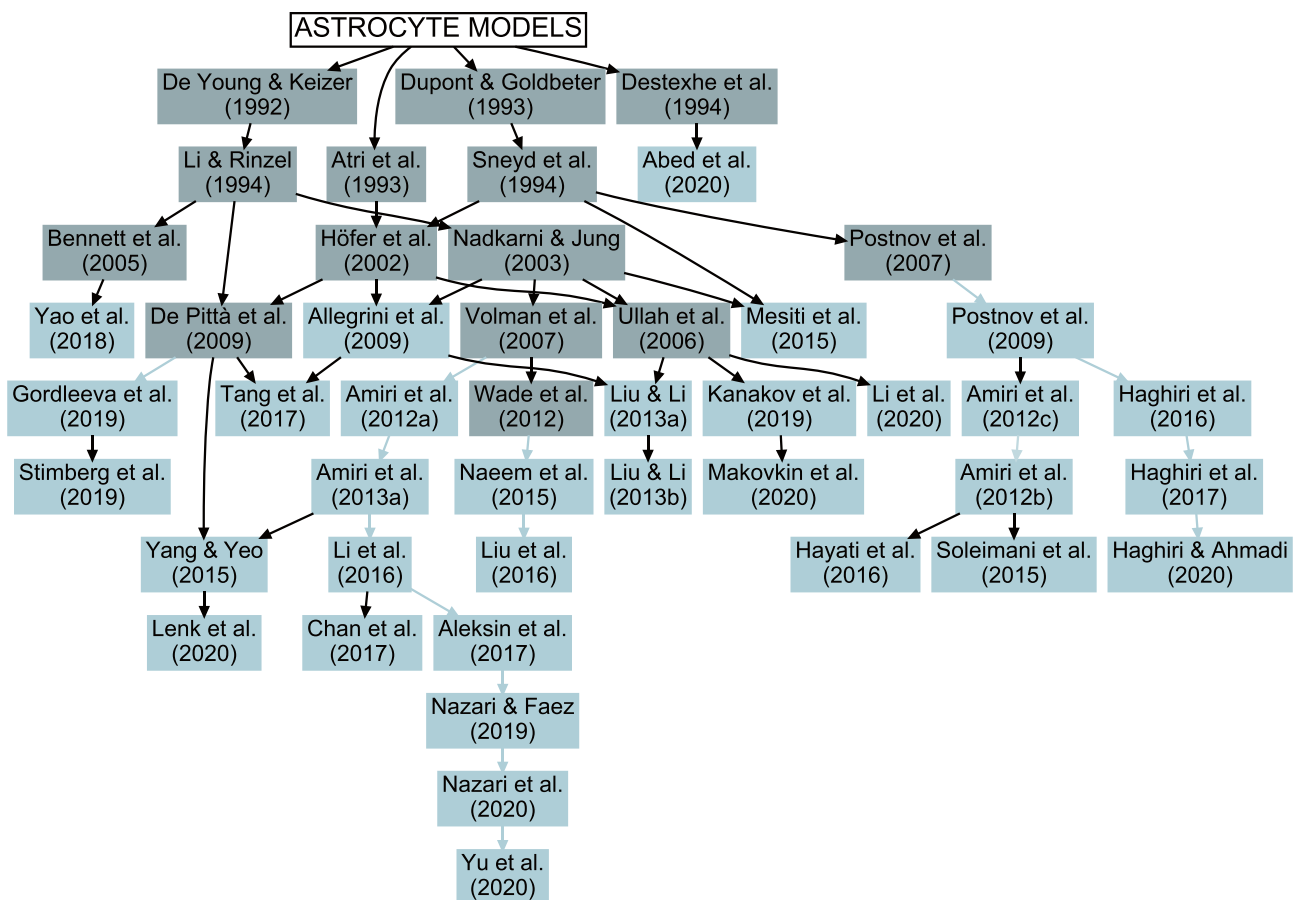 ASTROCYTE MODELS
De Young & Keizer
(1992)
Dupont & Goldbeter
(1993)
Destexhe et al.
(1994)
Li & Rinzel
(1994)
Atri et al.
(1993)
Sneyd et al.
(1994)
Abed et al.
(2020)
Bennett et al.
(2005)
Höfer et al.
(2002)
Nadkarni & Jung
(2003)
Postnov et al.
(2007)
Yao et al.
(2018)
De Pittà et al.
(2009)
Allegrini et al.
(2009)
Volman et al.
(2007)
Ullah et al.
(2006)
Mesiti et al.
(2015)
Postnov et al.
(2009)
Gordleeva et al.
(2019)
Tang et al.
(2017)
Amiri et al.
(2012a)
Wade et al.
(2012)
Liu & Li
(2013a)
Kanakov et al.
(2019)
Li et al.
(2020)
Amiri et al.
(2012c)
Haghiri et al.
(2016)
Stimberg et al.
(2019)
Amiri et al.
(2013a)
Naeem et al.
(2015)
Liu & Li
(2013b)
Makovkin et al.
(2020)
Amiri et al.
(2012b)
Haghiri et al.
(2017)
Yang & Yeo
(2015)
Li et al.
(2016)
Liu et al.
(2016)
Hayati et al.
(2016)
Soleimani et al.
(2015)
Haghiri & Ahmadi
(2020)
Lenk et al.
(2020)
Chan et al.
(2017)
Aleksin et al.
(2017)
Nazari & Faez
(2019)
Nazari et al.
(2020)
Yu et al.
(2020)